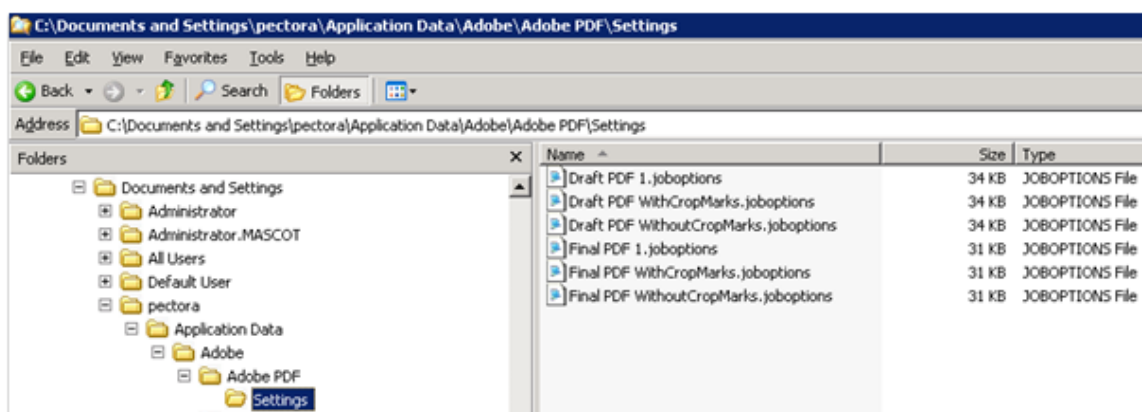 C:\Documents and Settings\pectora\Application Data\Adobe\Adobe PDF\Settings
File Edit View Favorites Tools Help
Back Search Folders
Address C:\Documents and Settings\pectora\Application Data\Adobe\Adobe PDF\Settings
Folders x Name Size Type
Documents and Settings Draft PDF 1.joboptions 34 KB JOBOPTIONS File
Administrator Draft PDF WithCropMarks.joboptions 34 KB JOBOPTIONS File
Administrator.MASCOT Draft PDF WithoutCropMarks.joboptions 34 KB JOBOPTIONS File
All Users Final PDF 1.joboptions 31 KB JOBOPTIONS File
Default User Final PDF WithCropMarks.joboptions 31 KB JOBOPTIONS File
pectora Final PDF WithoutCropMarks.joboptions 31 KB JOBOPTIONS File
Application Data
Adobe
Adobe PDF
Settings